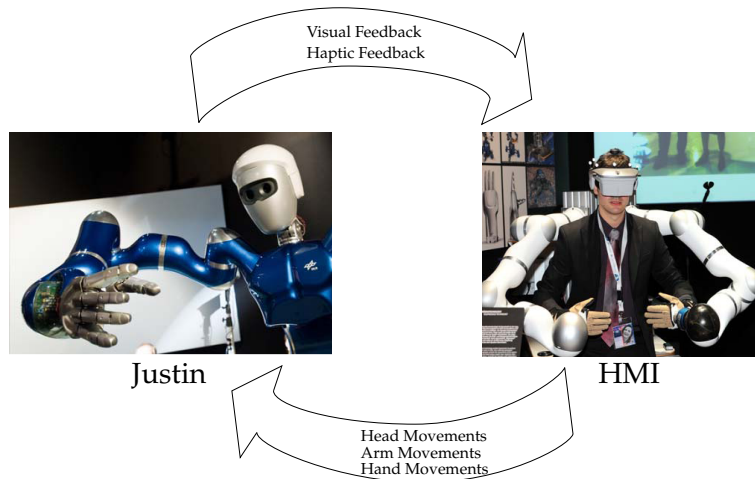 Visual Feedback
Haptic Feedback
Justin
HMI
Head Movements
Arm Movements
Hand Movements